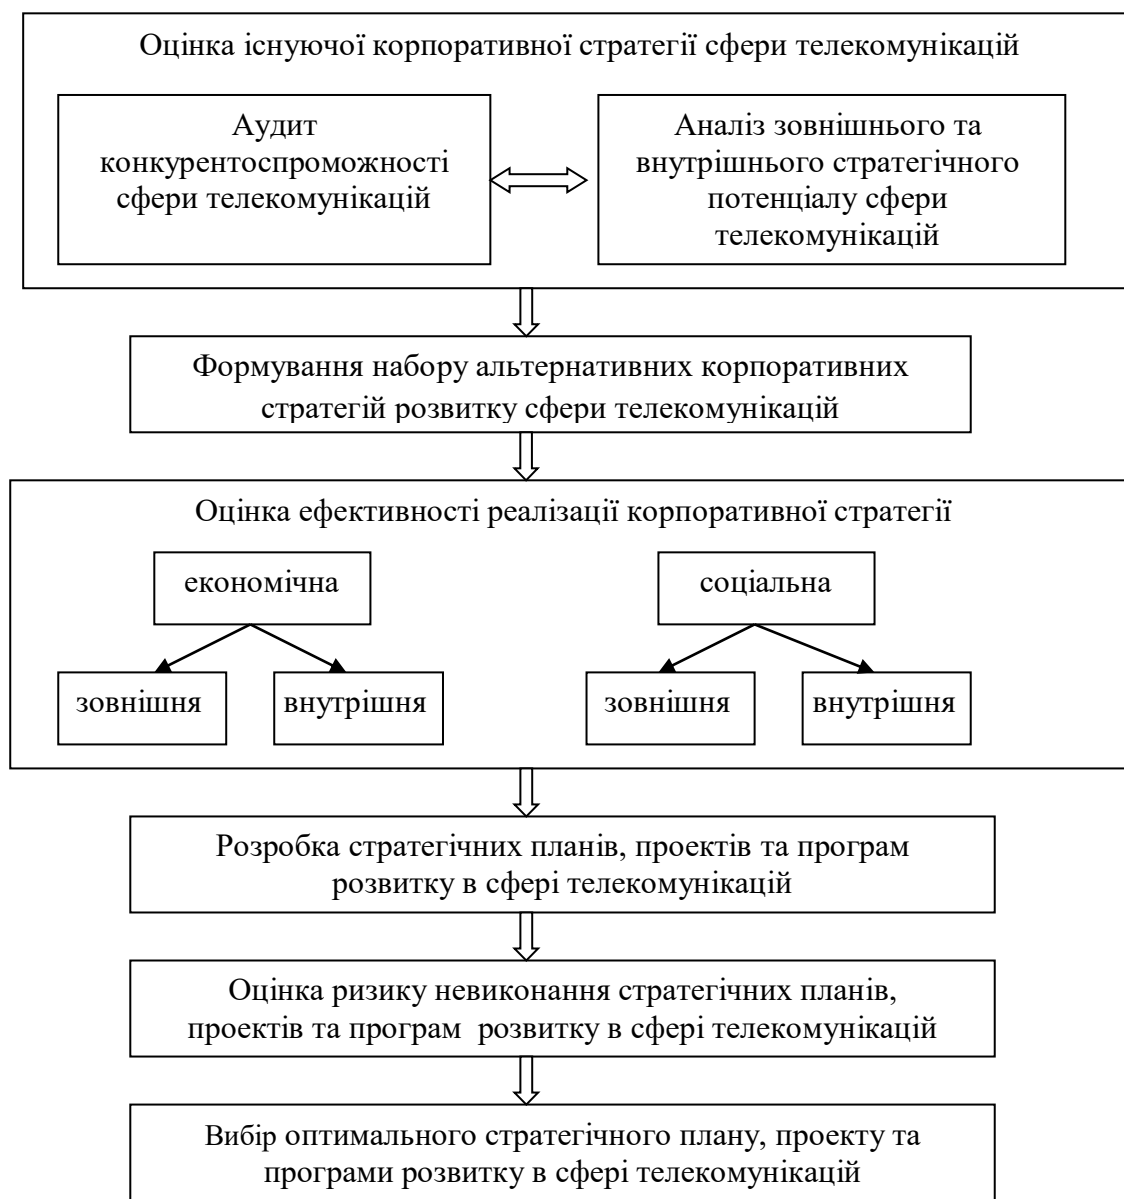 Оцінка існуючої корпоративної стратегії сфери телекомунікацій
Аудит
конкурентоспроможності
сфери телекомунікацій
Аналіз зовнішнього та
внутрішнього стратегічного
потенціалу сфери
телекомунікацій
Формування набору альтернативних корпоративних
стратегій розвитку сфери телекомунікацій
Оцінка ефективності реалізації корпоративної стратегії
економічна
соціальна
зовнішня
внутрішня
зовнішня
внутрішня
Розробка стратегічних планів, проектів та програм
розвитку в сфері телекомунікацій
Оцінка ризику невиконання стратегічних планів,
проектів та програм розвитку в сфері телекомунікацій
Вибір оптимального стратегічного плану, проекту та
програми розвитку в сфері телекомунікацій